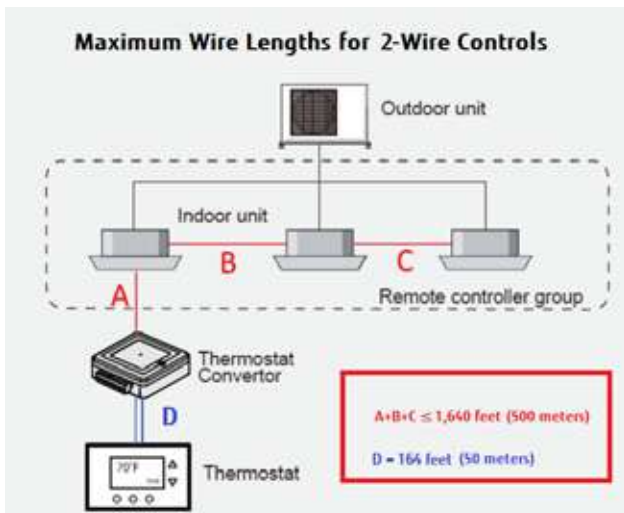 Maximum Wire Lengths for 2-Wire Controls
Outdoor unit
Indoor unit
B
C
A
Remote controller group
Thermostat
Convertor
A+B+C ≤ 1,640 feet (500 meters)
D
D = 164 feet (50 meters)
70°F
Thermostat